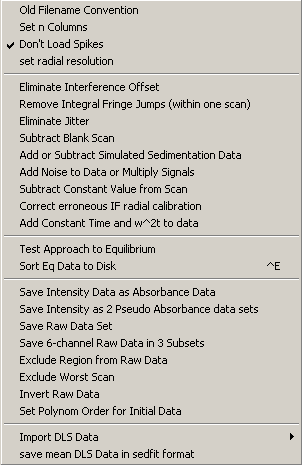 Old Filename Convention
Set n Columns
Don't Load Spikes
set radial resolution
Eliminate Interference Offset
Remove Integral Fringe Jumps (within one scan)
Eliminate Jitter
Subtract Blank Scan
Add or Subtract Simulated Sedimentation Data
Add Noise to Data or Multiply Signals
Subtract Constant Value from Scan
Correct erroneous IF radial calibration
Add Constant Time and w^2t to data
Test Approach to Equilibrium
Sort Eq Data to Disk ^E
Save Intensity Data as Absorbance Data
Save Intensity as 2 Pseudo Absorbance data sets
Save Raw Data Set
Save 6-channel Raw Data in 3 Subsets
Exclude Region from Raw Data
Exclude Worst Scan
Invert Raw Data
Set Polynom Order for Initial Data
Import DLS Data
save mean DLS Data in sedfit format